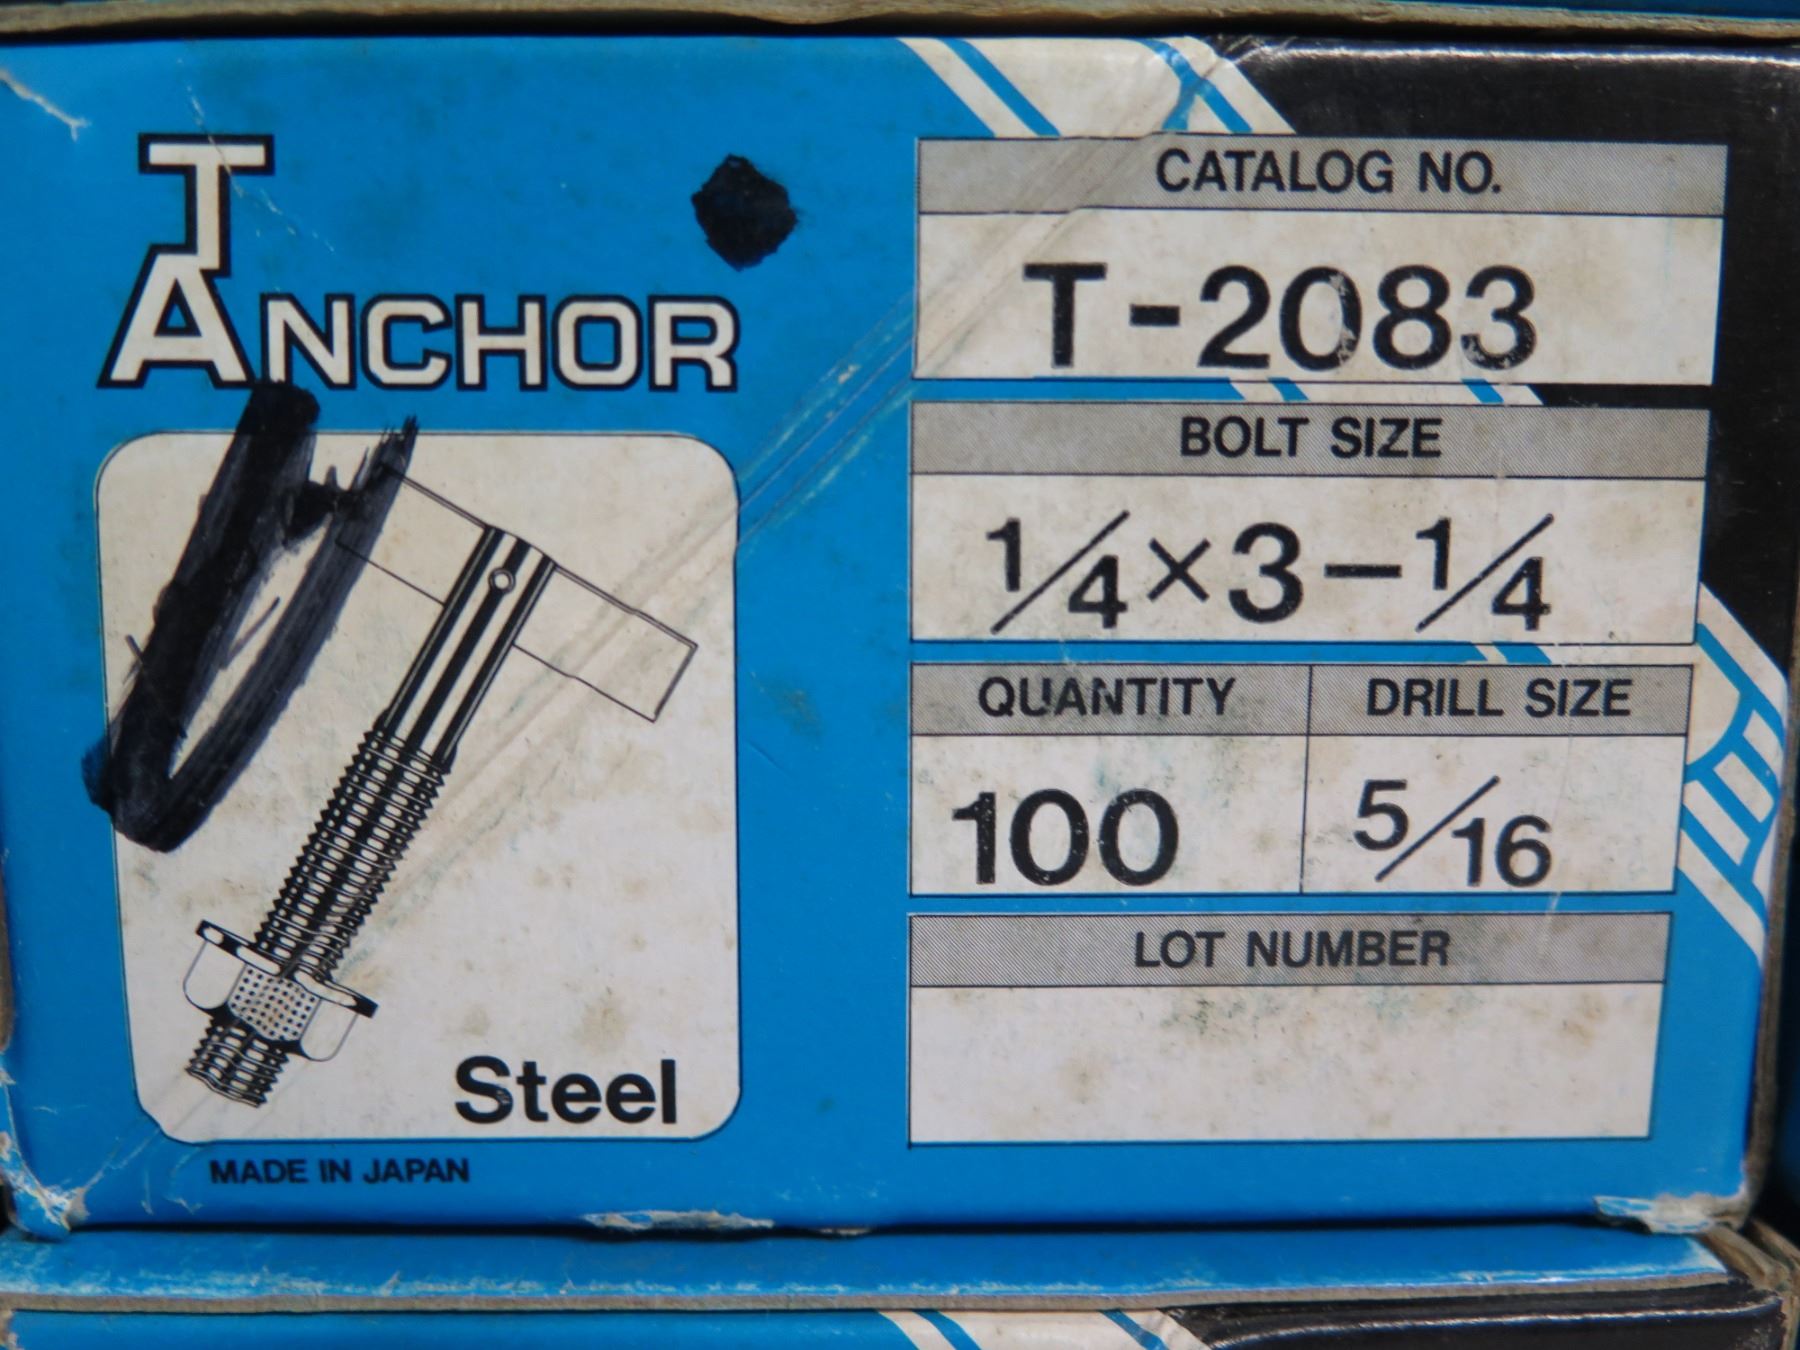 T
ANCHOR
CATALOG NO.
T-2083
BOLT SIZE
1/4×3-1/4
QUANTITY
DRILL SIZE
100
5/16
LOT NUMBER
Steel
MADE IN JAPAN